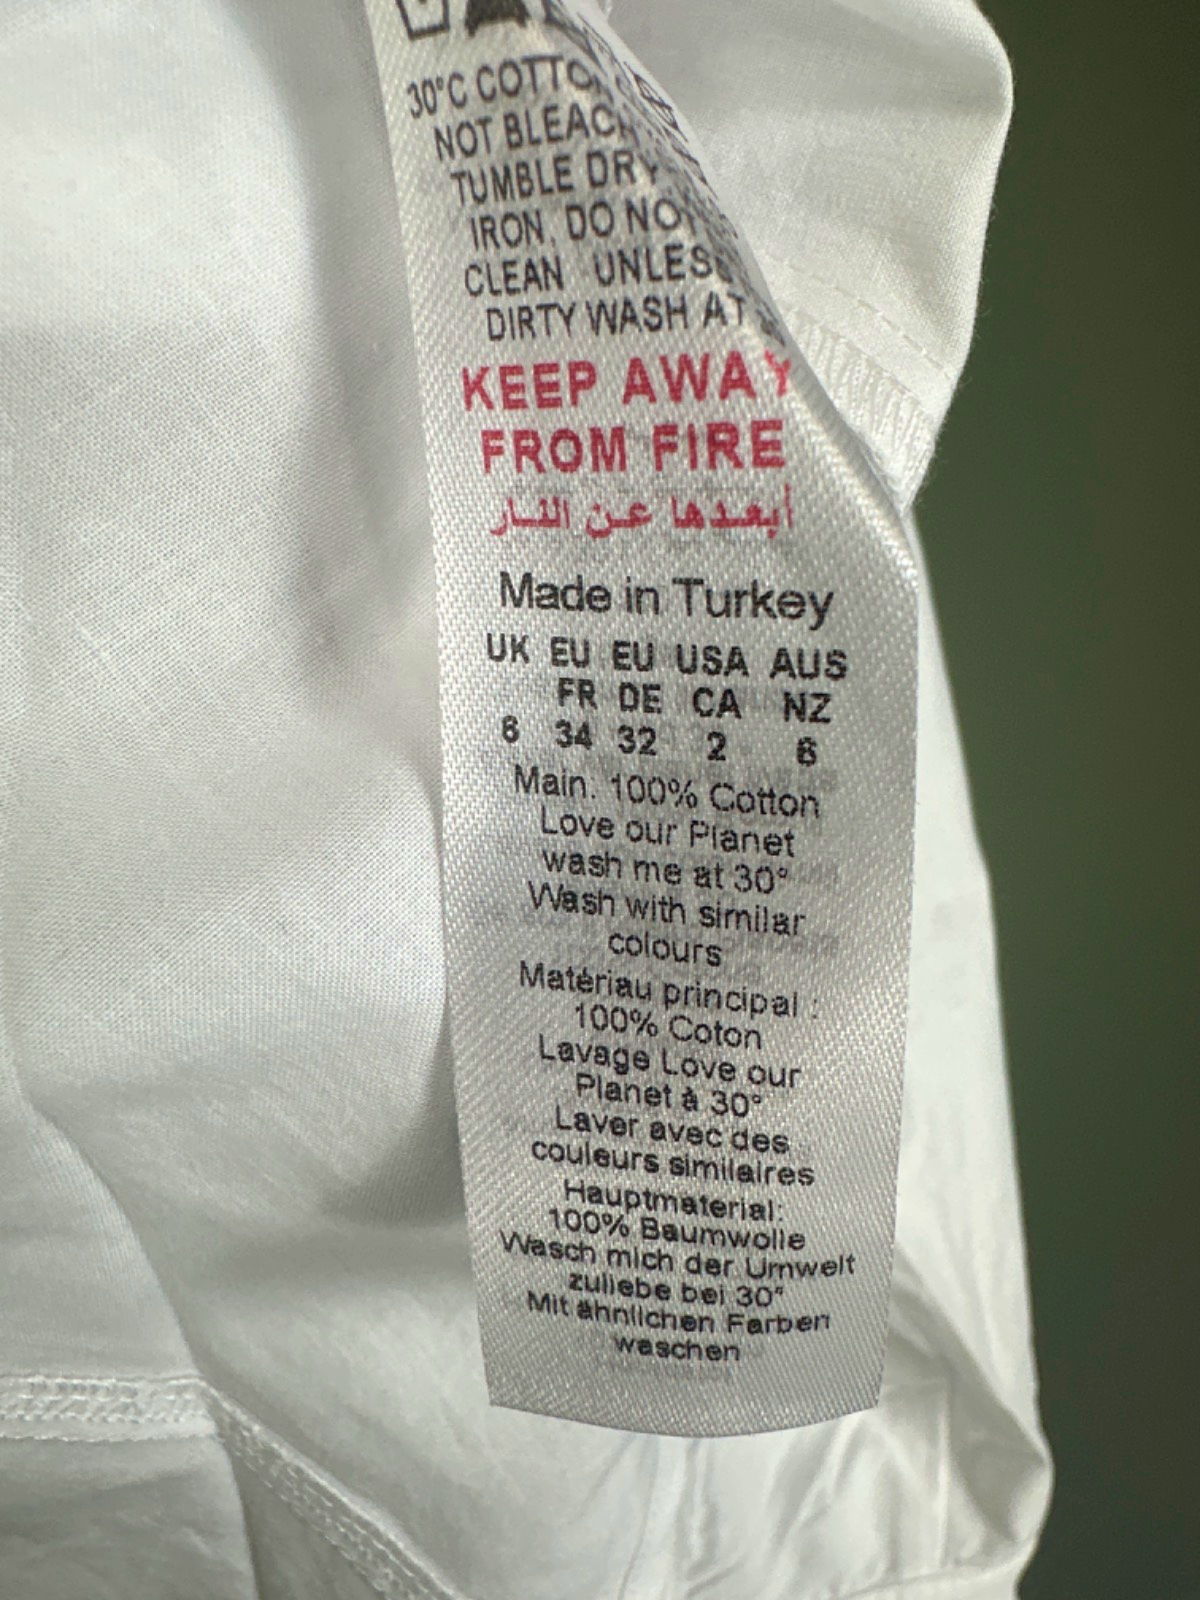 30°C COTTO
NOT BLEACH
TUMBLE DRY
IRON. DO NOT
CLEAN UNLESS
DIRTY WASH AT
KEEP AWAY
FROM FIRE
أبعدها عن النار
Made in Turkey
UK EU EU USA AUS
FR DE CA NZ
6 34 32 2 6
Main. 100% Cotton
Love our Planet
wash me at 30°
Wash with similar
colours
Matériau principal :
100% Coton
Lavage Love our
Planet à 30°
Laver avec des
couleurs similaires
Hauptmaterial:
100% Baumwolle
Wasch mich der Umwelt
zuliebe bei 30°
Mit ähnlichen Farben
waschen